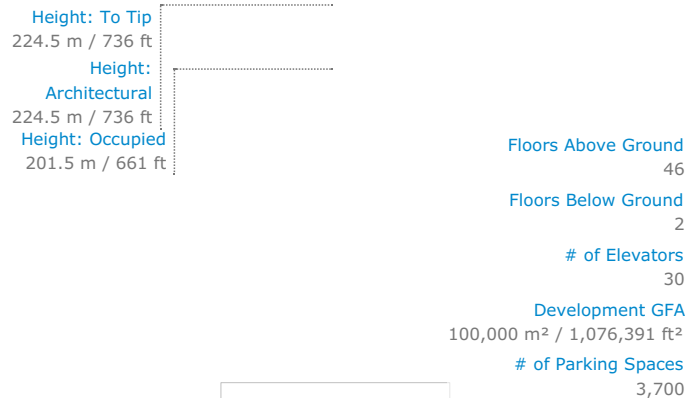 Height: To Tip
224.5 m / 736 ft
Height:
Architectural
224.5 m / 736 ft
Height: Occupied
201.5 m / 661 ft
Floors Above Ground
46
Floors Below Ground
2
# of Elevators
30
Development GFA
100,000 m² / 1,076,391 ft²
# of Parking Spaces
3,700